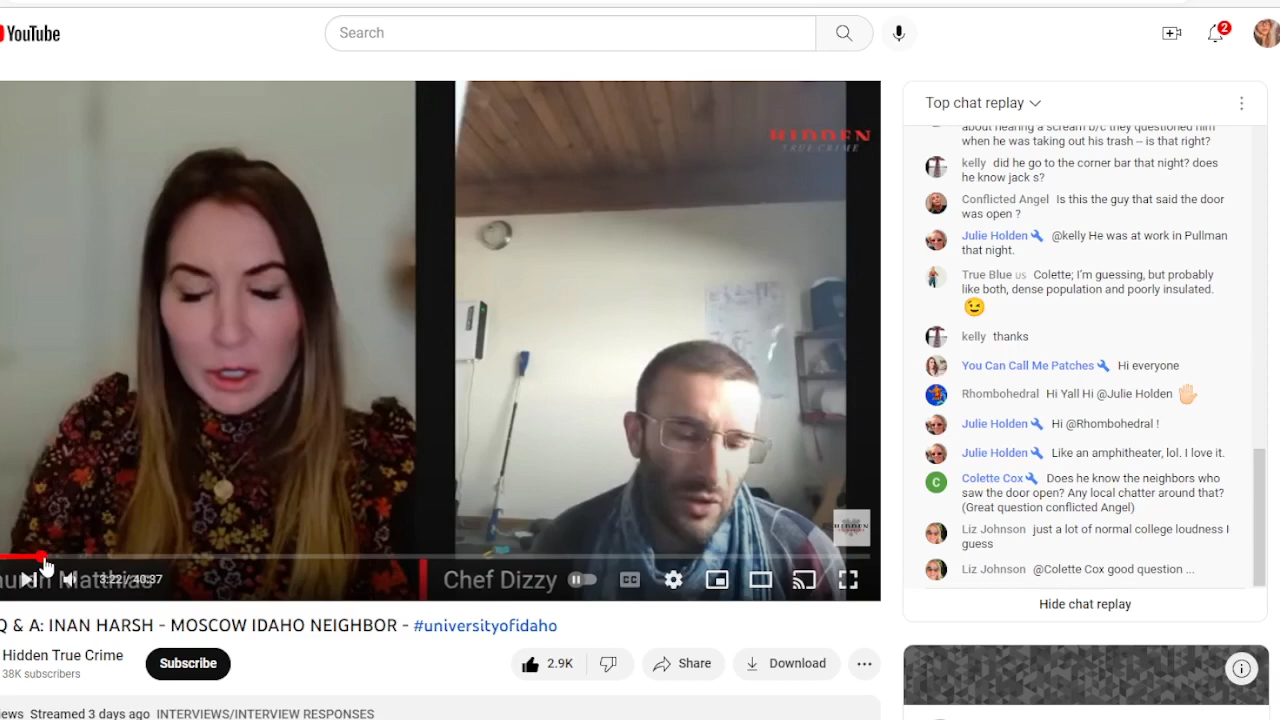 YouTube
Search
2
HIDDEN
TRUE CRIME
HIDDEN
Matthias
Chef Dizzy
3:22 / 40:37
CC
Q & A: INAN HARSH - MOSCOW IDAHO NEIGHBOR - #universityofidaho
Hidden True Crime
38K subscribers
Subscribe
2.9K
Share
Download
iews Streamed 3 days ago INTERVIEWS/INTERVIEW RESPONSES
Top chat replay
about hearing a scream b/c they questioned him
when he was taking out his trash – is that right?
kelly did he go to the corner bar that night? does
he know jack s?
Conflicted Angel Is this the guy that said the door
was open ?
Julie Holden @kelly He was at work in Pullman
that night.
True Blue us Colette; I'm guessing, but probably
like both, dense population and poorly insulated.
kelly thanks
You Can Call Me Patches Hi everyone
Rhombohedral Hi Yall Hi @Julie Holden
Julie Holden Hi @Rhombohedral !
Julie Holden Like an amphitheater, lol. I love it.
C
Colette Cox Does he know the neighbors who
saw the door open? Any local chatter around that?
(Great question conflicted Angel)
Liz Johnson just a lot of normal college loudness I
guess
Liz Johnson @Colette Cox good question ...
Hide chat replay